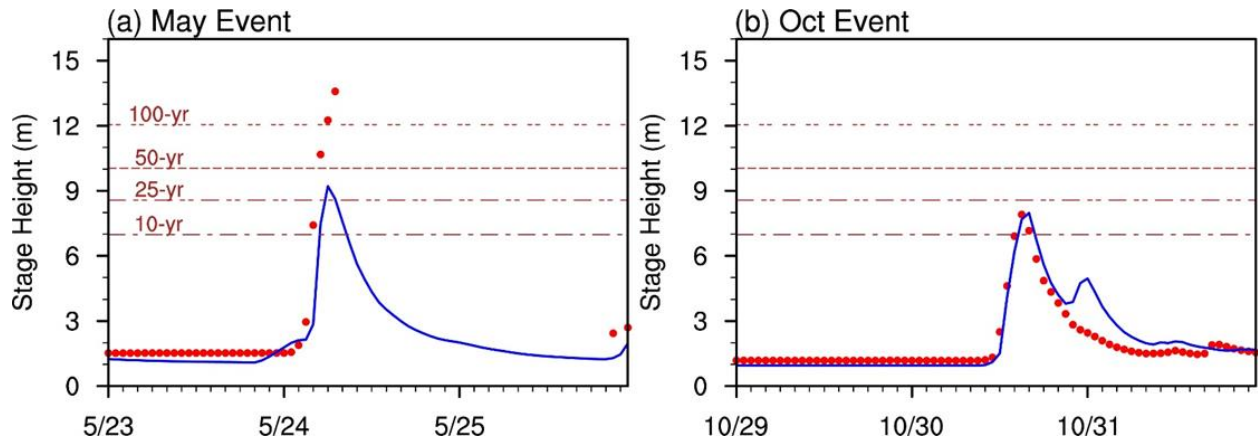 (a) May Event
Stage Height (m)
15
12
9
6
3
0
100-yr
50-yr
25-yr
10-yr
5/23
5/24
5/25
(b) Oct Event
Stage Height (m)
15
12
9
6
3
0
10/29
10/30
10/31